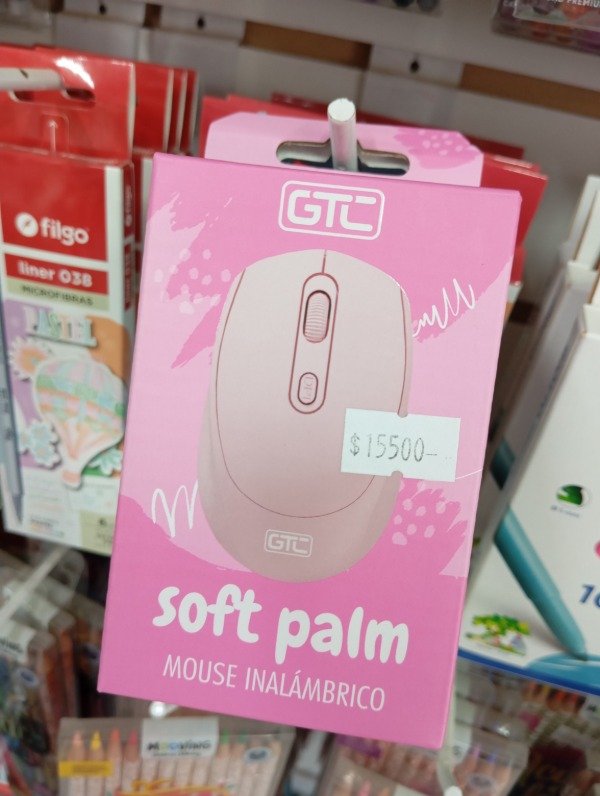 GTC
$15500-
GTC
soft palm
MOUSE INALÁMBRICO
filgo
liner 038
MICROFIBRAS
PASTEL